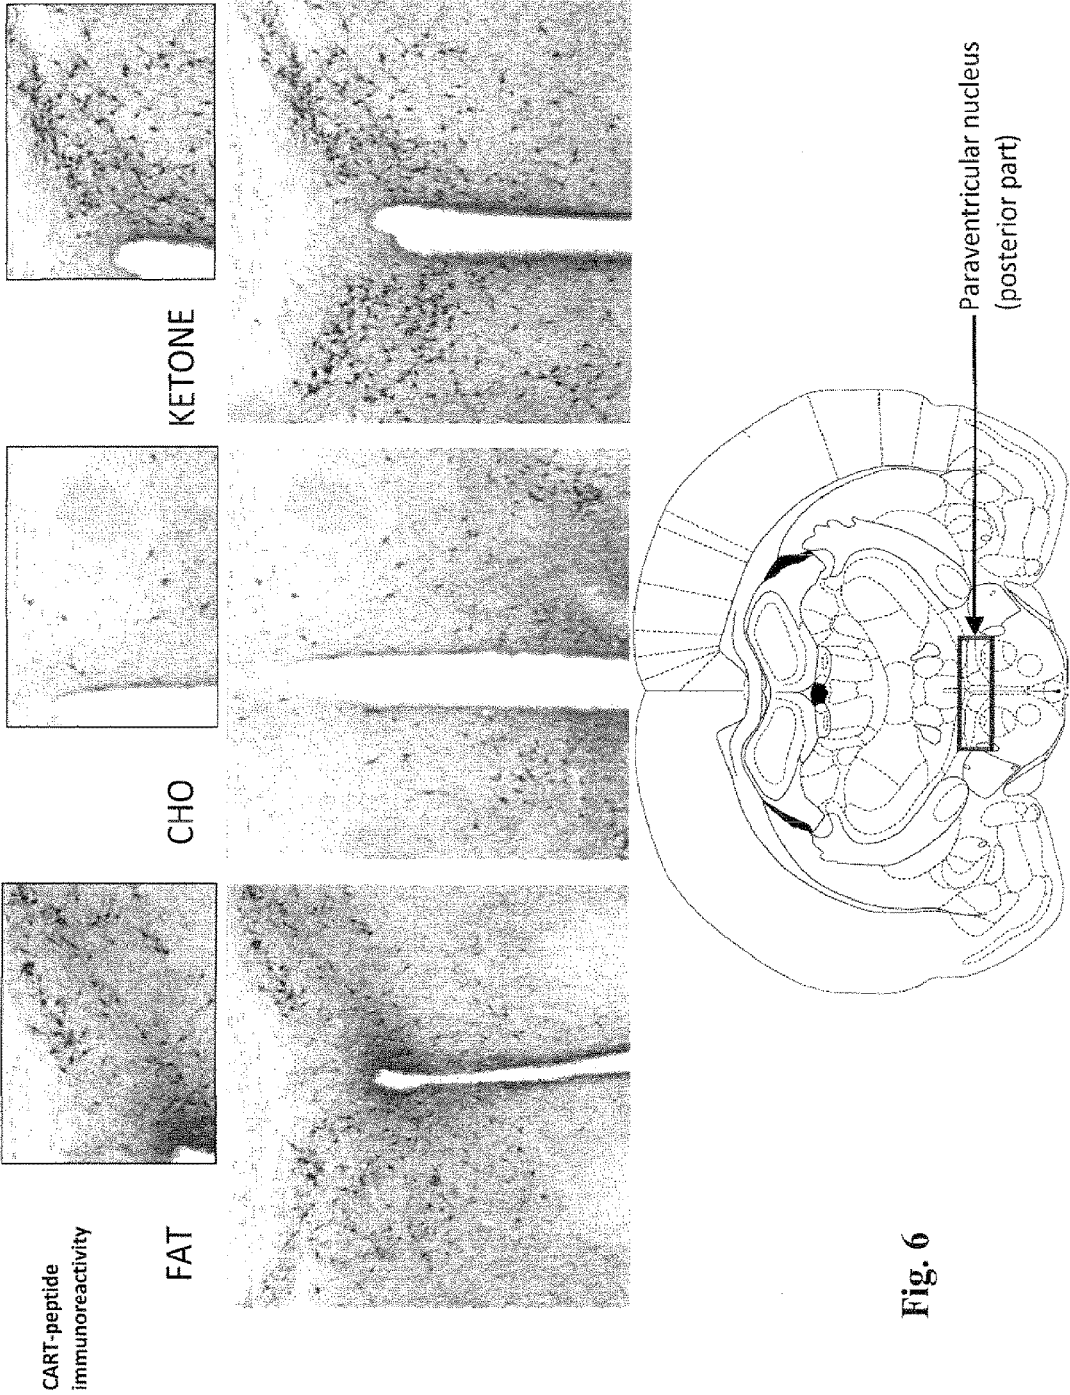 CART-peptide
immunoreactivity
FAT
CHO
KETONE
Paraventricular nucleus
(posterior part)
Fig. 6